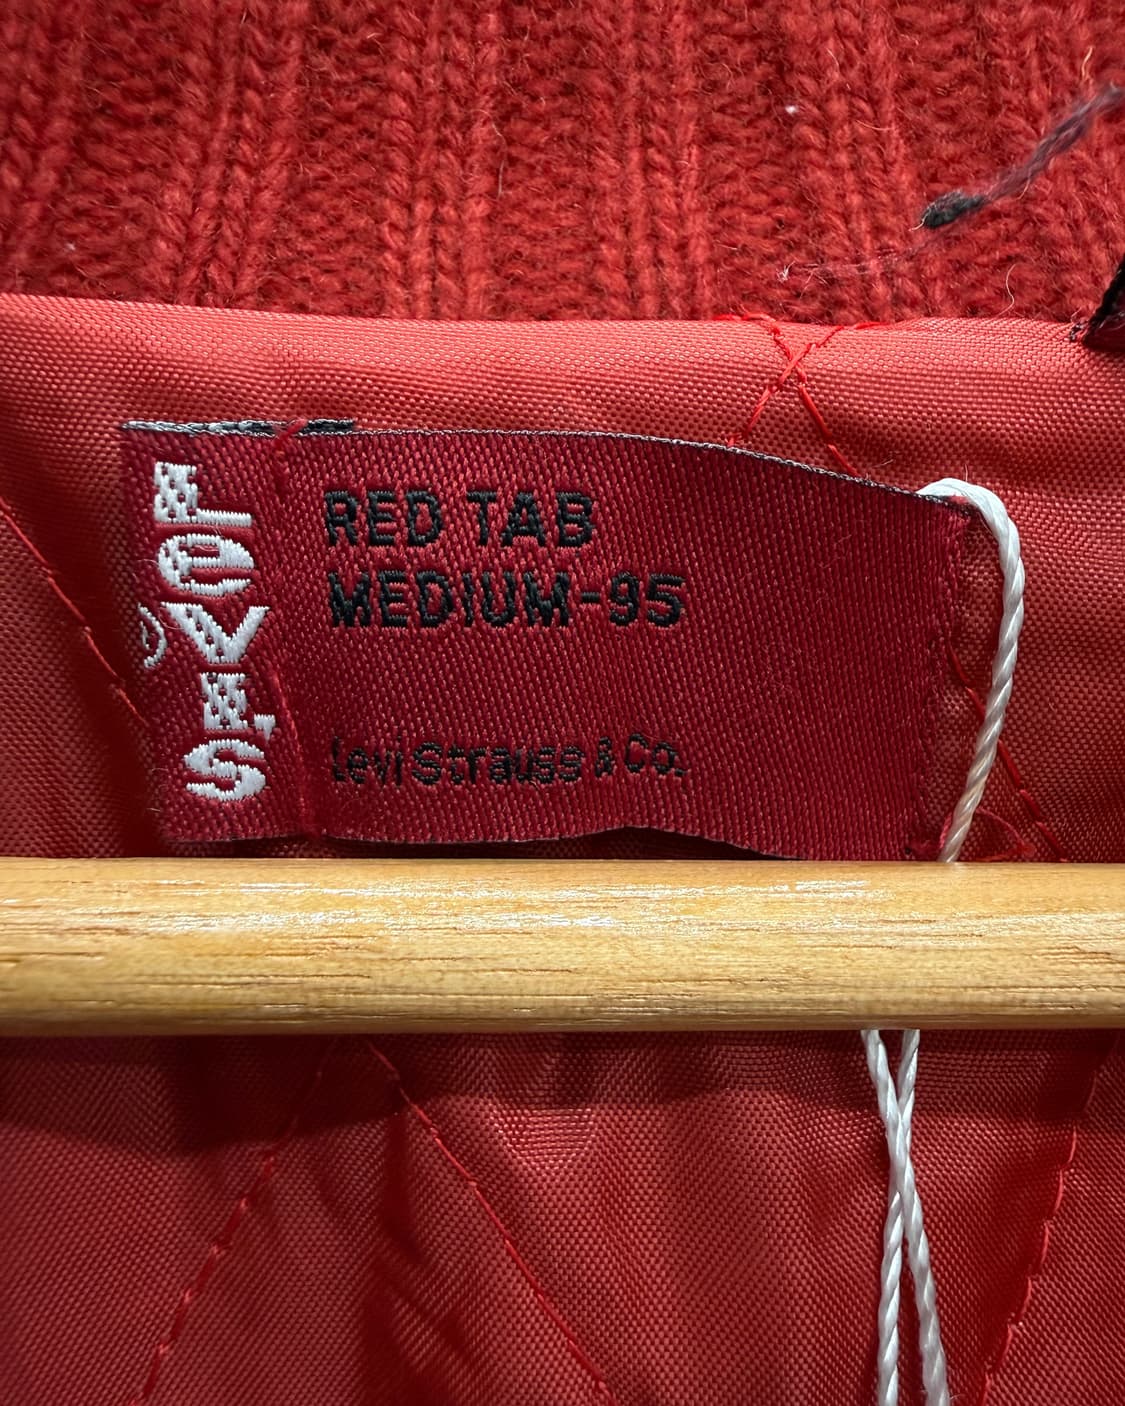 LEVI'S
RED TAB
MEDIUM-95
Levi Strauss & Co.